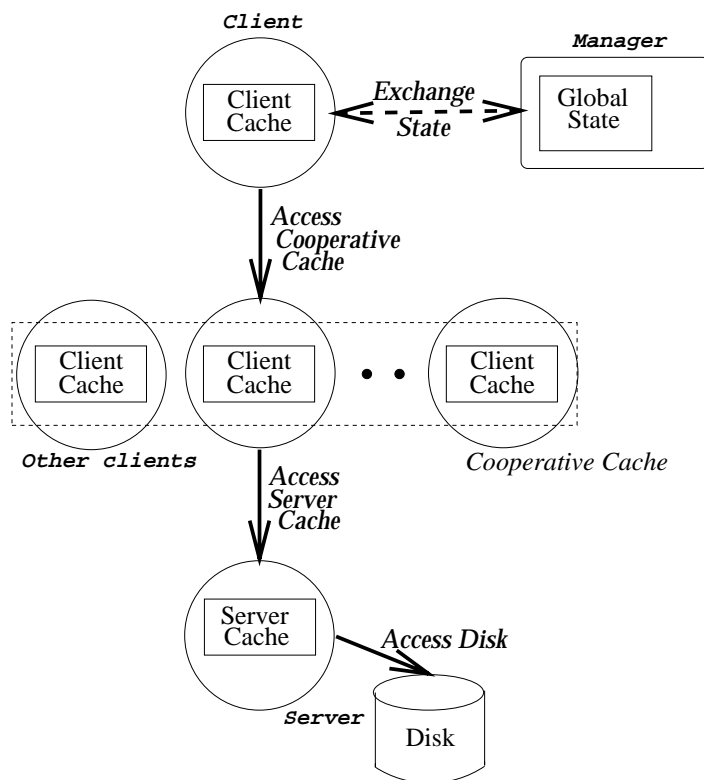 Client
Manager
Client
Cache
Exchange
State
Global
State
Access
Cooperative
Cache
Client
Cache
Client
Cache
Client
Cache
Other clients
Cooperative Cache
Access
Server
Cache
Server
Cache
Access Disk
Server
Disk